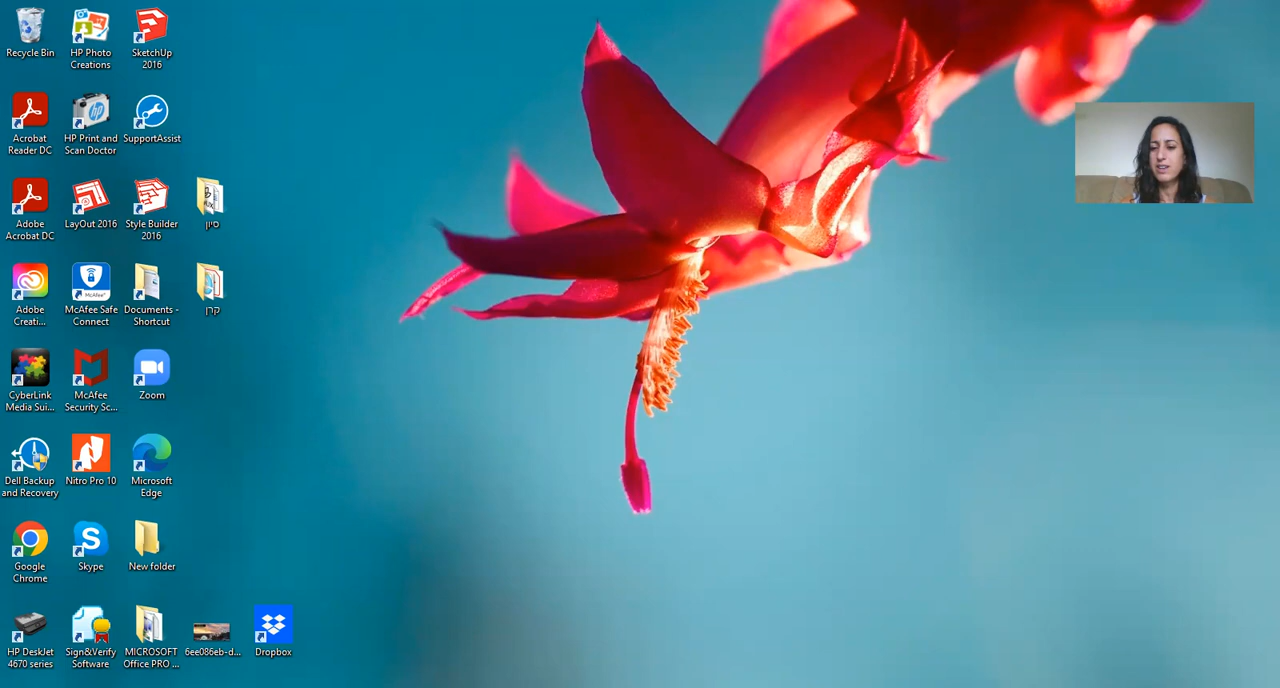 Recycle Bin
HP Photo
Creations
SketchUp
2016
Acrobat
Reader DC
HP Print and
Scan Doctor
SupportAssist
Adobe
Acrobat DC
LayOut 2016
Style Builder
2016
סיון
Adobe
Creati...
McAfee Safe
Connect
Documents -
Shortcut
קרן
CyberLink
Media Sui...
McAfee
Security Sc...
Zoom
Dell Backup
and Recovery
Nitro Pro 10
Microsoft
Edge
Google
Chrome
Skype
New folder
HP DeskJet
4670 series
Sign&Verify
Software
MICROSOFT
Office PRO ...
6ee086eb-d...
Dropbox